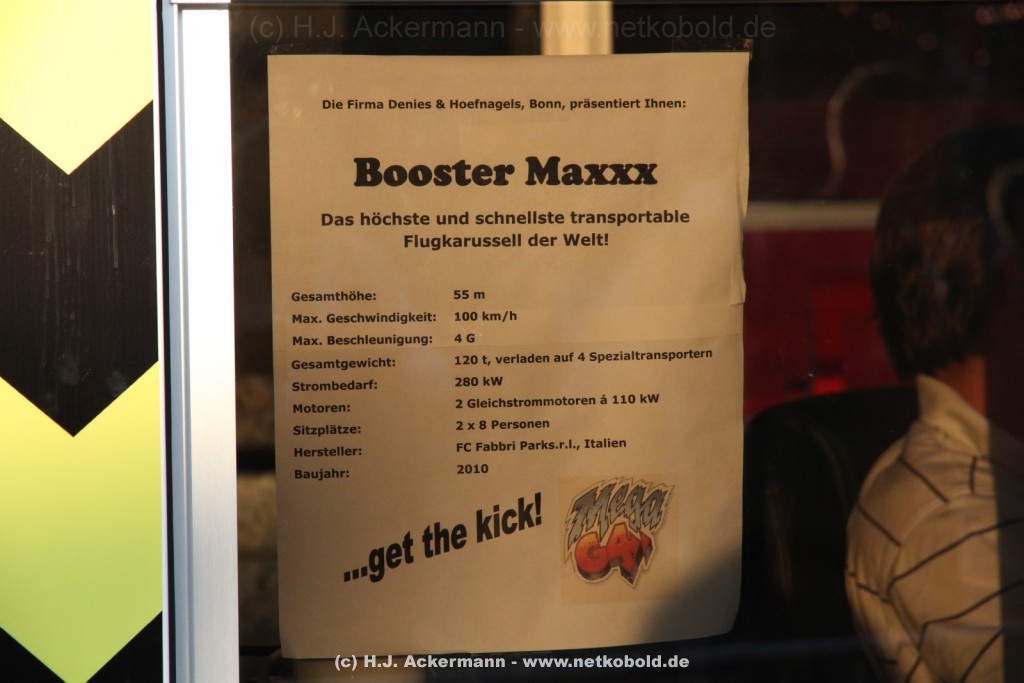 (c) H.J. Ackermann - www.netkobold.de
Die Firma Denies & Hoefnagels, Bonn, präsentiert Ihnen:
Booster Maxxx
Das höchste und schnellste transportable
Flugkarussell der Welt!
Gesamthöhe: 55 m
Max. Geschwindigkeit: 100 km/h
Max. Beschleunigung: 4 G
Gesamtgewicht: 120 t, verladen auf 4 Spezialtransportern
Strombedarf: 280 kW
Motoren: 2 Gleichstrommotoren á 110 kW
Sitzplätze: 2 x 8 Personen
Hersteller: FC Fabbri Parks.r.l., Italien
Baujahr: 2010
...get the kick!
Mega
(c) H.J. Ackermann - www.netkobold.de